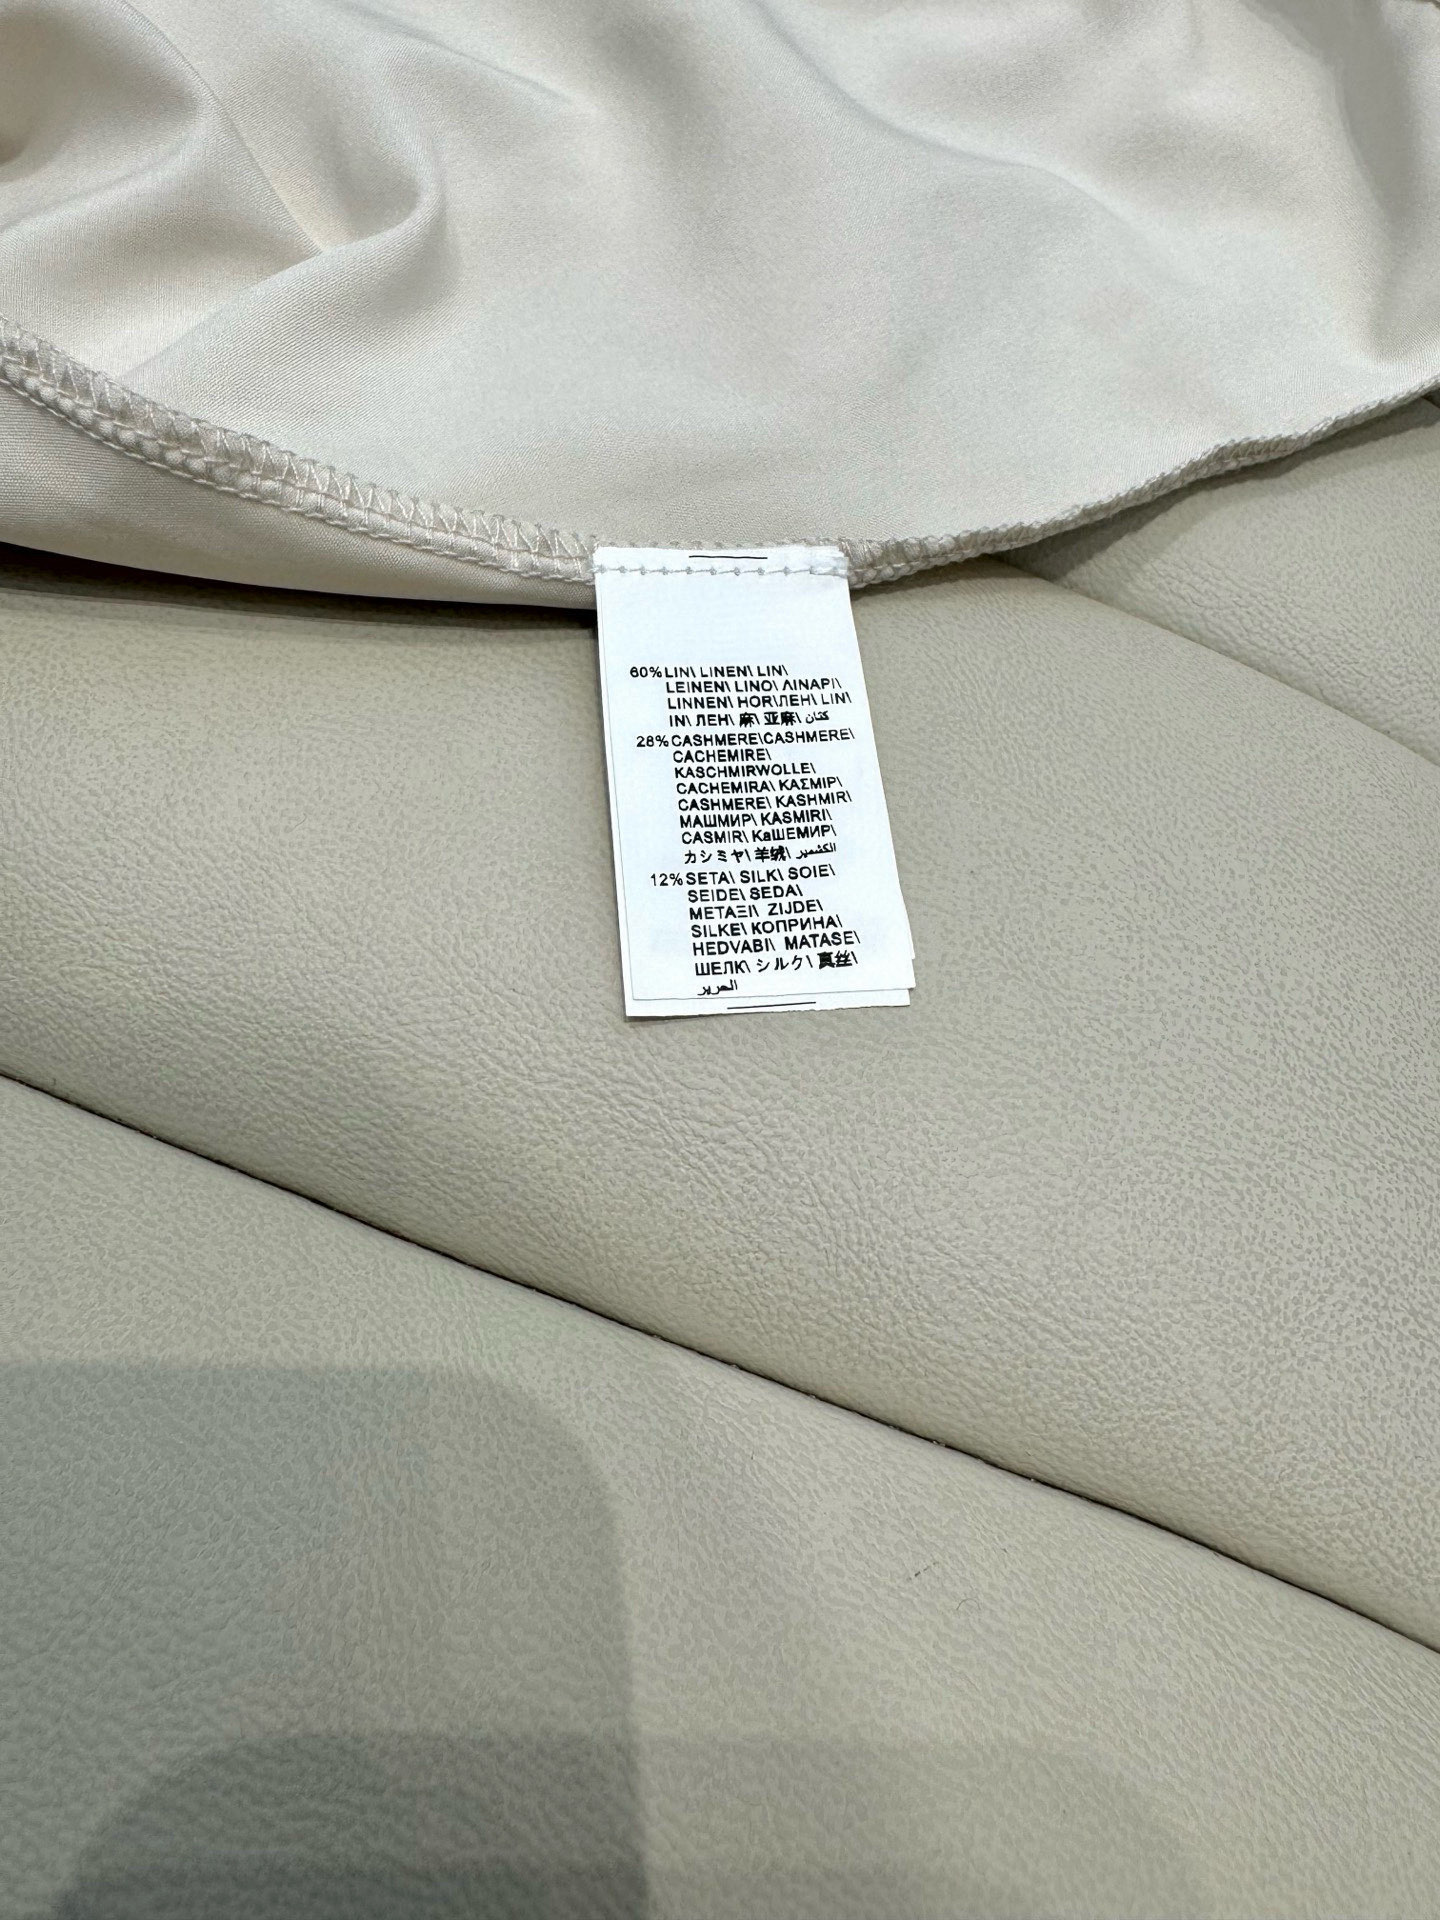 60% LIN\ LINEN\ LIN\
LEINEN\ LINO\ ΛΙΝΑΡΙ\
LINNEN\ HOR\ЛЕН\ LIN\
IN\ ЛЕН\ 麻\ 亚麻\ كتان
28% CASHMERE\CASHMERE\
CACHEMIRE\
KASCHMIRWOLLE\
CACHEMIRA\ ΚΑΣΜΙΡ\
CASHMERE\ KASHMIR\
МАШМИР\ KASMIRI\
CASMIR\ KaШЕМИР\
カシミヤ\ 羊绒\ الكشمير
12% SETA\ SILK\ SOIE\
SEIDE\ SEDA\
ΜΕΤΑΞΙ\ ZIJDE\
SILKE\ КОПРИНА\
HEDVABI\ MATASE\
ШЕЛК\ シルク\ 真丝\
الحرير